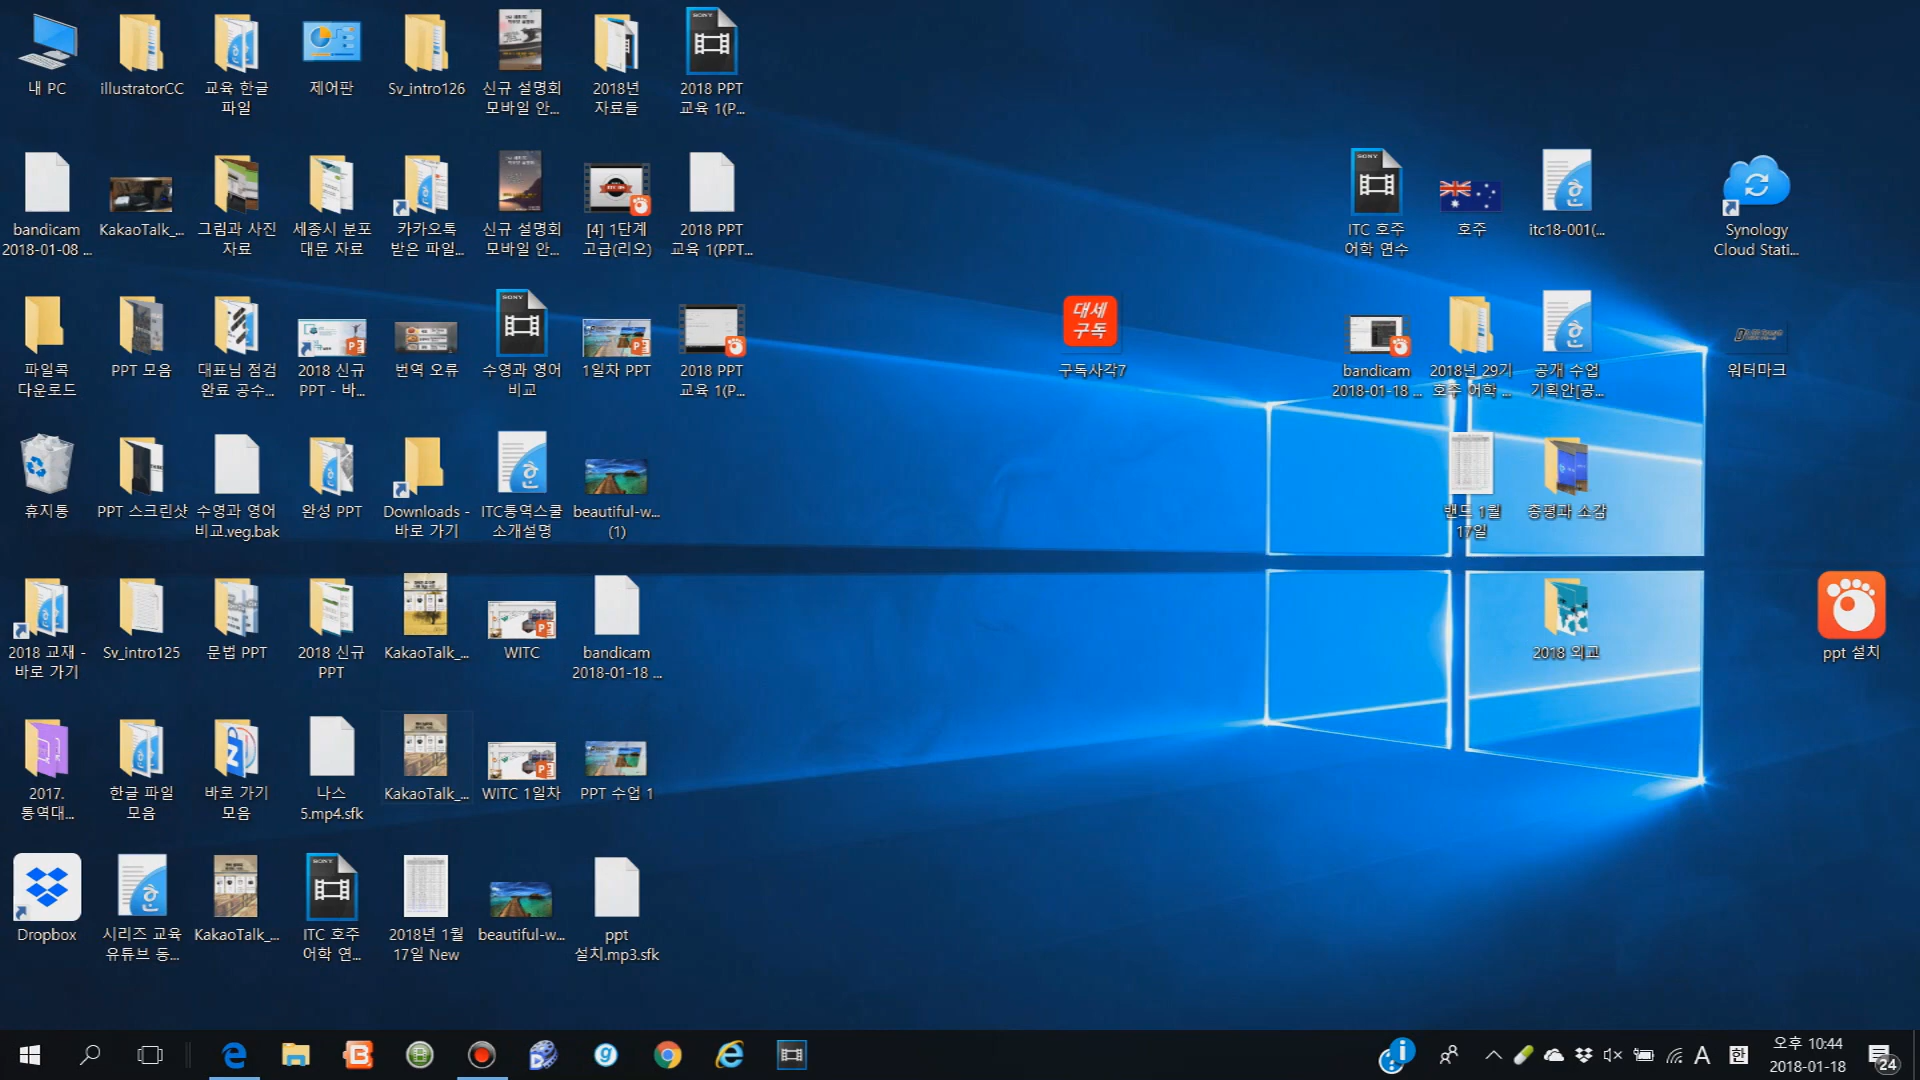 내 PC
illustratorCC
교육 한글
파일
제어판
Sv_intro126
신규 설명회
모바일 안...
2018년
자료들
SONY
2018 PPT
교육 1(P...
bandicam
2018-01-08 ...
KakaoTalk_...
그림과 사진
자료
세종시 분포
대문 자료
카카오톡
받은 파일...
신규 설명회
모바일 안...
[4] 1단계
고급(리오)
2018 PPT
교육 1(PPT...
SONY
ITC 호주
어학 연수
호주
itc18-001(...
Synology
Cloud Stati...
파일콕
다운로드
PPT 모음
대표님 점검
완료 공수...
2018 신규
PPT - 바...
번역 오류
SONY
수영과 영어
비교
1일차 PPT
2018 PPT
교육 1(P...
대세
구독
구독사각7
bandicam
2018-01-18 ...
2018년 29기
호주 어학 ...
공개 수업
기획안[공...
워터마크
휴지통
PPT 스크린샷
수영과 영어
비교.veg.bak
완성 PPT
Downloads -
바로 가기
ITC통역스쿨
소개설명
beautiful-w...
(1)
밴드 1월
17일
총평과 소감
2018 교재 -
바로 가기
Sv_intro125
문법 PPT
2018 신규
PPT
KakaoTalk_...
WITC
bandicam
2018-01-18 ...
2018 외고
ppt 설치
2017.
통역대...
한글 파일
모음
바로 가기
모음
나스
5.mp4.sfk
KakaoTalk_...
WITC 1일차
PPT 수업 1
Dropbox
시리즈 교육
유튜브 동...
KakaoTalk_...
SONY
ITC 호주
어학 연...
2018년 1월
17일 New
beautiful-w...
ppt
설치.mp3.sfk
A
한
오후 10:44
2018-01-18
24